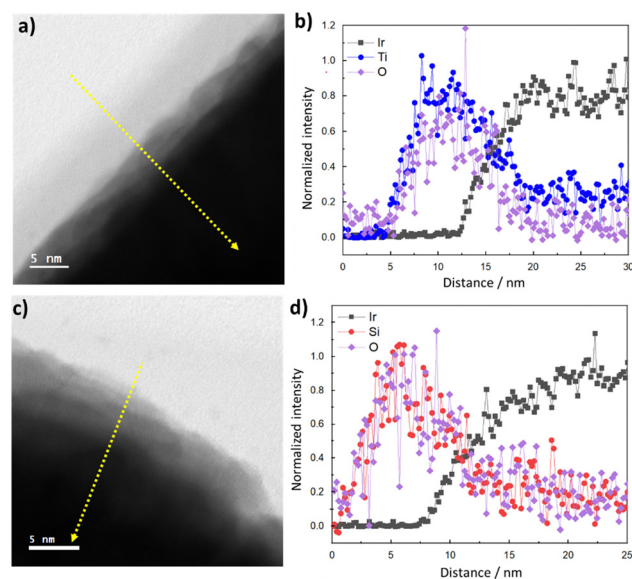 a)
5 nm
b)
Ir
Ti
O
Normalized intensity
1.2
1.0
0.8
0.6
0.4
0.2
0.0
0 5 10 15 20 25 30
Distance / nm
c)
5 nm
d)
Ir
Si
O
Normalized intensity
1.2
1.0
0.8
0.6
0.4
0.2
0.0
0 5 10 15 20 25
Distance / nm